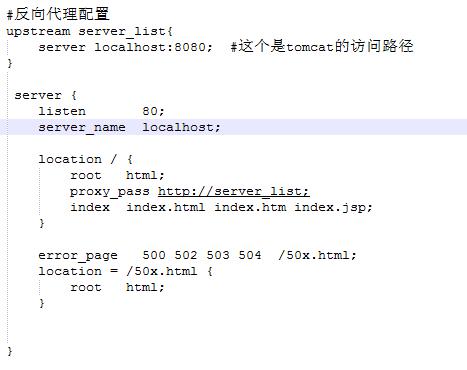 #反向代理配置
upstream server_list{
    server localhost:8080;  #这个是tomcat的访问路径
}

 server {
    listen       80;
    server_name  localhost;

    location / {
        root   html;
        proxy_pass http://server_list;
        index  index.html index.htm index.jsp;
    }

    error_page   500 502 503 504  /50x.html;
    location = /50x.html {
        root   html;
    }


}